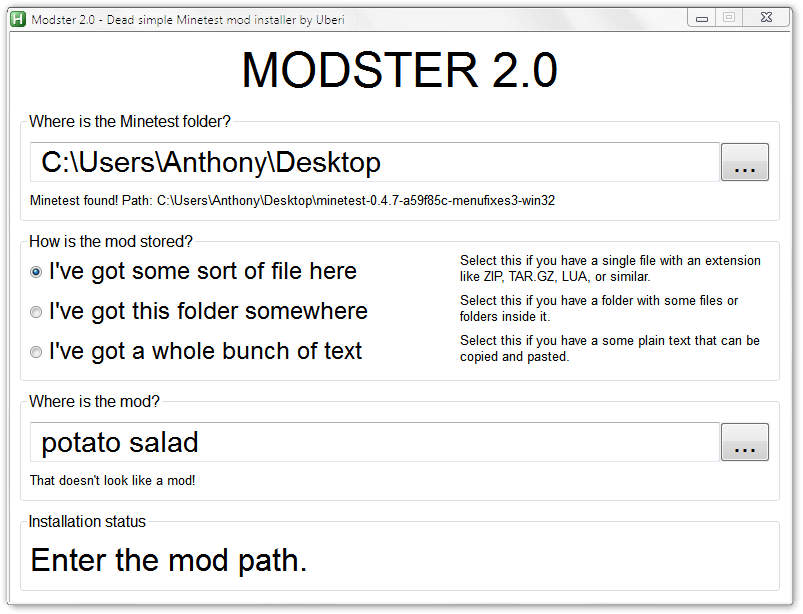 Modster 2.0 - Dead simple Minetest mod installer by Uberi
MODSTER 2.0
Where is the Minetest folder?
C:\Users\Anthony\Desktop
...
Minetest found! Path: C:\Users\Anthony\Desktop\minetest-0.4.7-a59f85c-menufixes3-win32
How is the mod stored?
I've got some sort of file here
Select this if you have a single file with an extension
like ZIP, TAR.GZ, LUA, or similar.
I've got this folder somewhere
Select this if you have a folder with some files or
folders inside it.
I've got a whole bunch of text
Select this if you have a some plain text that can be
copied and pasted.
Where is the mod?
potato salad
...
That doesn't look like a mod!
Installation status
Enter the mod path.